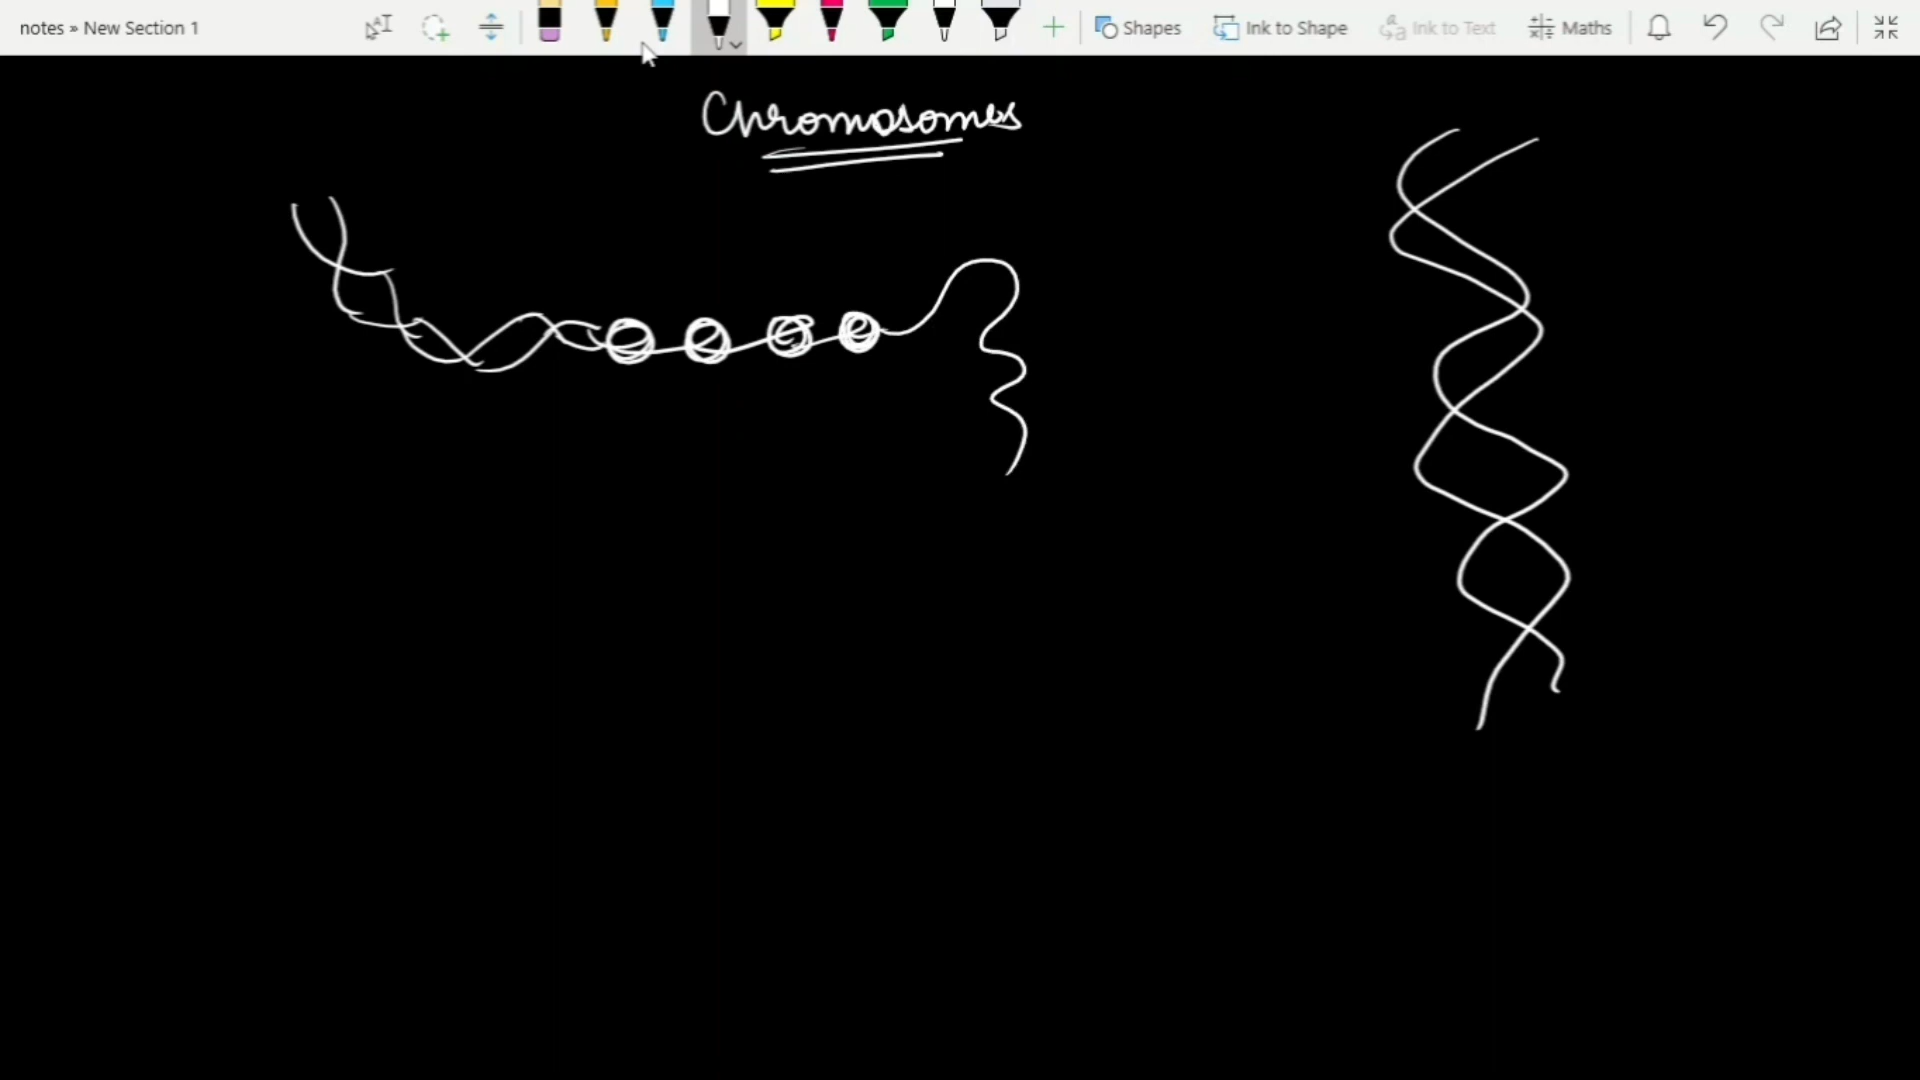 notes » New Section 1
Shapes
Ink to Shape
Ink to Text
Maths
Chromosomes